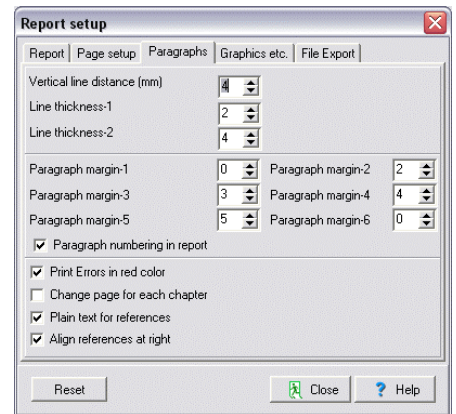 Report setup
Report Page setup Paragraphs Graphics etc. File Export
Vertical line distance (mm) 4
Line thickness-1 2
Line thickness-2 4
Paragraph margin-1 0 Paragraph margin-2 2
Paragraph margin-3 3 Paragraph margin-4 4
Paragraph margin-5 5 Paragraph margin-6 0
Paragraph numbering in report
Print Errors in red color
Change page for each chapter
Plain text for references
Align references at right
Reset Close ? Help